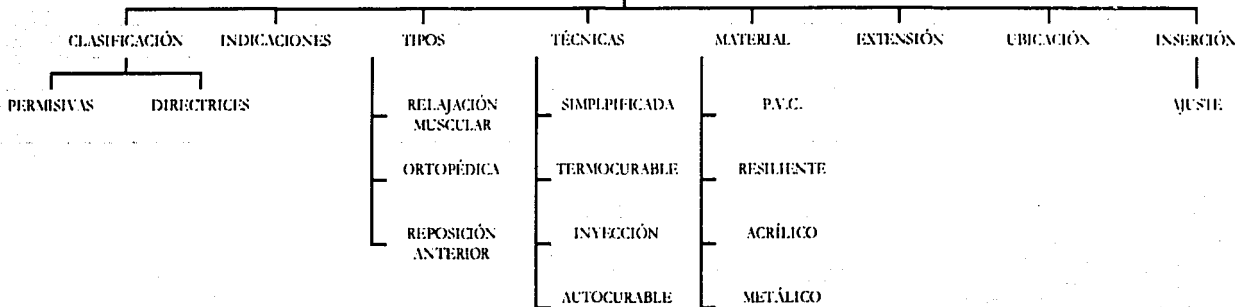 CLASIFICACIÓN INDICACIONES TIPOS TÉCNICAS MATERIAL EXTENSIÓN UBICACIÓN INSERCIÓN
PERMISIVAS DIRECTRICES RELAJACIÓN SIMPLPIFICADA P.V.C. AJUSTE
MUSCULAR
ORTOPÉDICA TERMOCURABLE RESILIENTE
REPOSICIÓN INYECCIÓN ACRÍLICO
ANTERIOR
AUTOCURABLE METÁLICO